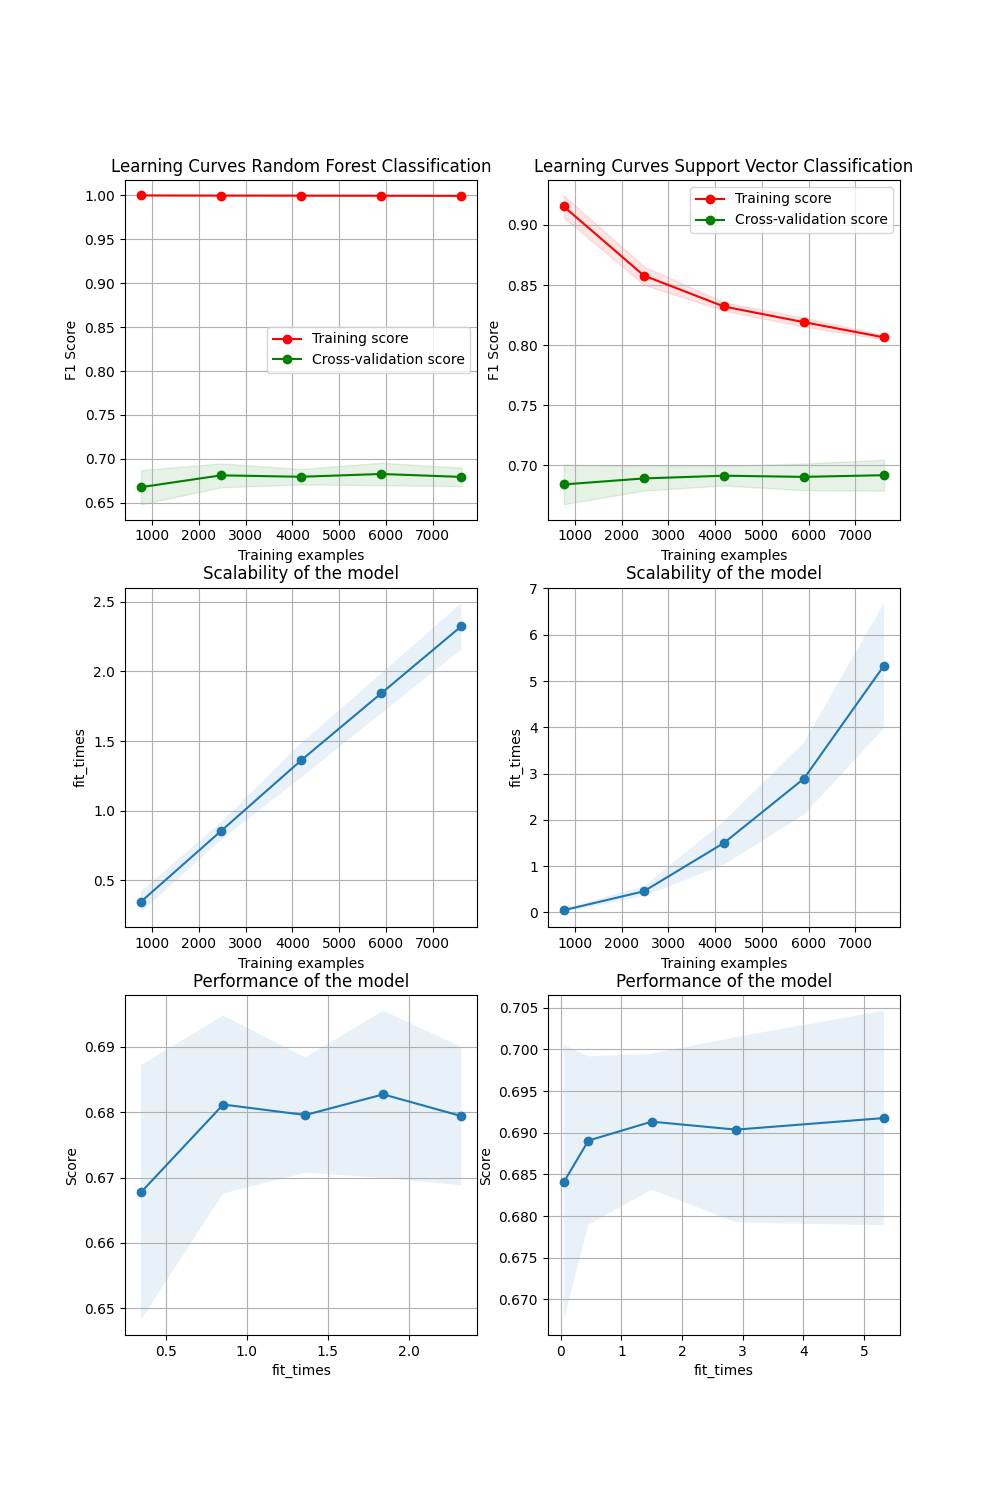 Learning Curves Random Forest Classification
F1 Score
1.00
0.95
0.90
0.85
0.80
0.75
0.70
0.65
Training score
Cross-validation score
1000 2000 3000 4000 5000 6000 7000
Training examples
Learning Curves Support Vector Classification
F1 Score
0.90
0.85
0.80
0.75
0.70
Training score
Cross-validation score
1000 2000 3000 4000 5000 6000 7000
Training examples
Scalability of the model
fit_times
2.5
2.0
1.5
1.0
0.5
1000 2000 3000 4000 5000 6000 7000
Training examples
Scalability of the model
fit_times
7
6
5
4
3
2
1
0
1000 2000 3000 4000 5000 6000 7000
Training examples
Performance of the model
Score
0.69
0.68
0.67
0.66
0.65
0.5 1.0 1.5 2.0
fit_times
Performance of the model
Score
0.705
0.700
0.695
0.690
0.685
0.680
0.675
0.670
0 1 2 3 4 5
fit_times